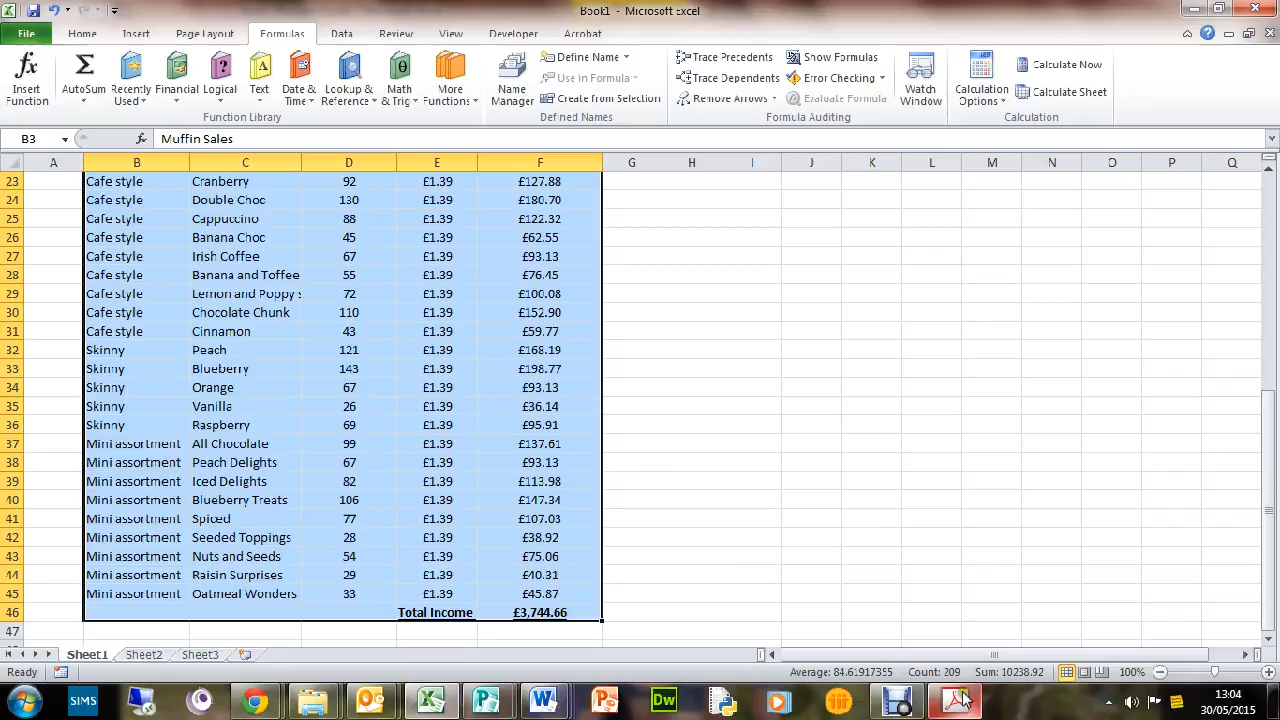 Book1 - Microsoft Excel
File Home Insert Page Layout Formulas Data Review View Developer Acrobat
fx Insert Function
Σ AutoSum
Recently Used
Financial
Logical
Text
Date & Time
Lookup & Reference
Math & Trig
More Functions
Function Library
Name Manager
Define Name
Use in Formula
Create from Selection
Defined Names
Trace Precedents
Trace Dependents
Remove Arrows
Show Formulas
Error Checking
Evaluate Formula
Formula Auditing
Watch Window
Calculation Options
Calculate Now
Calculate Sheet
Calculation
B3 fx Muffin Sales
A B C D E F G H I J K L M N O P Q
23 Cafe style Cranberry 92 £1.39 £127.88
24 Cafe style Double Choc 130 £1.39 £180.70
25 Cafe style Cappuccino 88 £1.39 £122.32
26 Cafe style Banana Choc 45 £1.39 £62.55
27 Cafe style Irish Coffee 67 £1.39 £93.13
28 Cafe style Banana and Toffee 55 £1.39 £76.45
29 Cafe style Lemon and Poppy s 72 £1.39 £100.08
30 Cafe style Chocolate Chunk 110 £1.39 £152.90
31 Cafe style Cinnamon 43 £1.39 £59.77
32 Skinny Peach 121 £1.39 £168.19
33 Skinny Blueberry 143 £1.39 £198.77
34 Skinny Orange 67 £1.39 £93.13
35 Skinny Vanilla 26 £1.39 £36.14
36 Skinny Raspberry 69 £1.39 £95.91
37 Mini assortment All Chocolate 99 £1.39 £137.61
38 Mini assortment Peach Delights 67 £1.39 £93.13
39 Mini assortment Iced Delights 82 £1.39 £113.98
40 Mini assortment Blueberry Treats 106 £1.39 £147.34
41 Mini assortment Spiced 77 £1.39 £107.03
42 Mini assortment Seeded Toppings 28 £1.39 £38.92
43 Mini assortment Nuts and Seeds 54 £1.39 £75.06
44 Mini assortment Raisin Surprises 29 £1.39 £40.31
45 Mini assortment Oatmeal Wonders 33 £1.39 £45.87
46 Total Income £3,744.66
47
Sheet1 Sheet2 Sheet3
Ready Average: 84.61917355 Count: 209 Sum: 10238.92 100%
SIMS Dw 13:04
30/05/2015